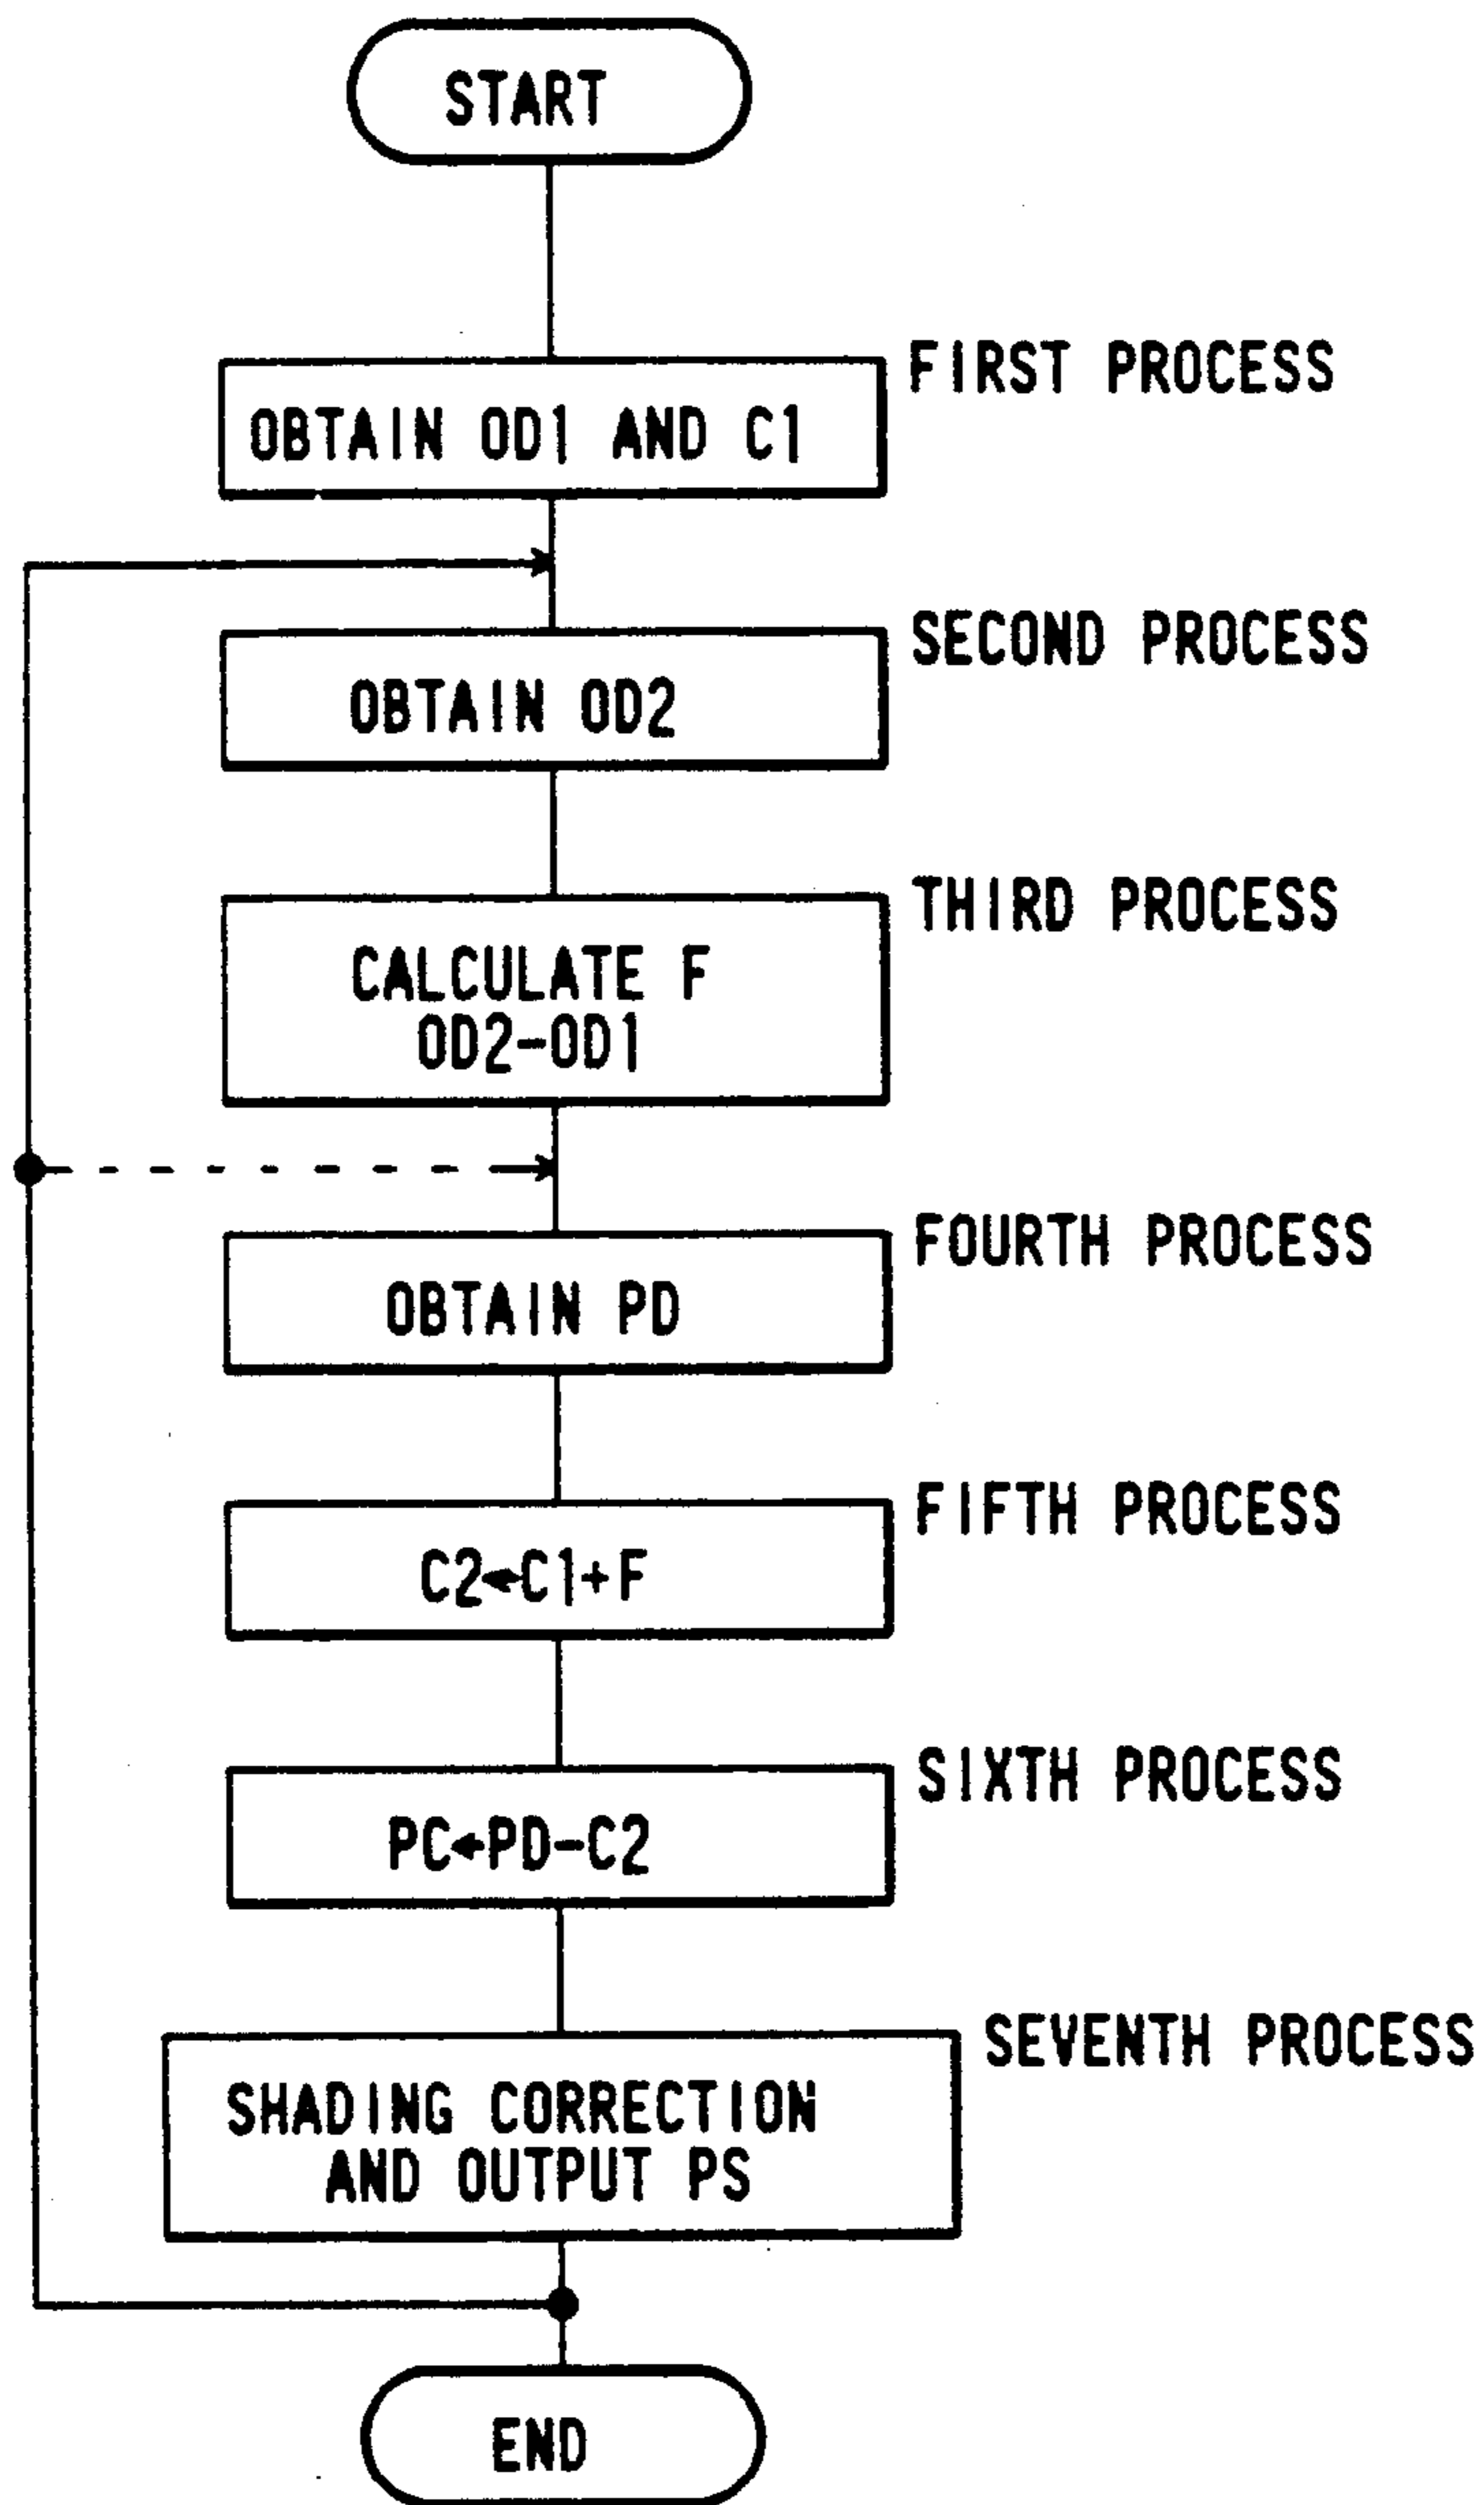 START
FIRST PROCESS
OBTAIN OD1 AND C1
SECOND PROCESS
OBTAIN OD2
THIRD PROCESS
CALCULATE F
OD2-OD1
FOURTH PROCESS
OBTAIN PD
FIFTH PROCESS
C2←C1+F
SIXTH PROCESS
PC←PD-C2
SEVENTH PROCESS
SHADING CORRECTION
AND OUTPUT PS
END